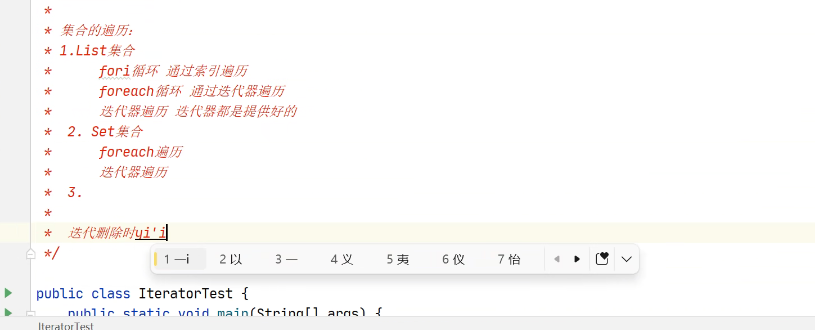 *
* 集合的遍历：
* 1.List集合
* fori循环 通过索引遍历
* foreach循环 通过迭代器遍历
* 迭代器遍历 迭代器都是提供好的
* 2. Set集合
* foreach遍历
* 迭代器遍历
* 3.
*
* 迭代删除时yi'i
*/
1 一i 2 以 3 一 4 义 5 夷 6 仪 7 怡
public class IteratorTest {
public static void main(String[] args) {
IteratorTest